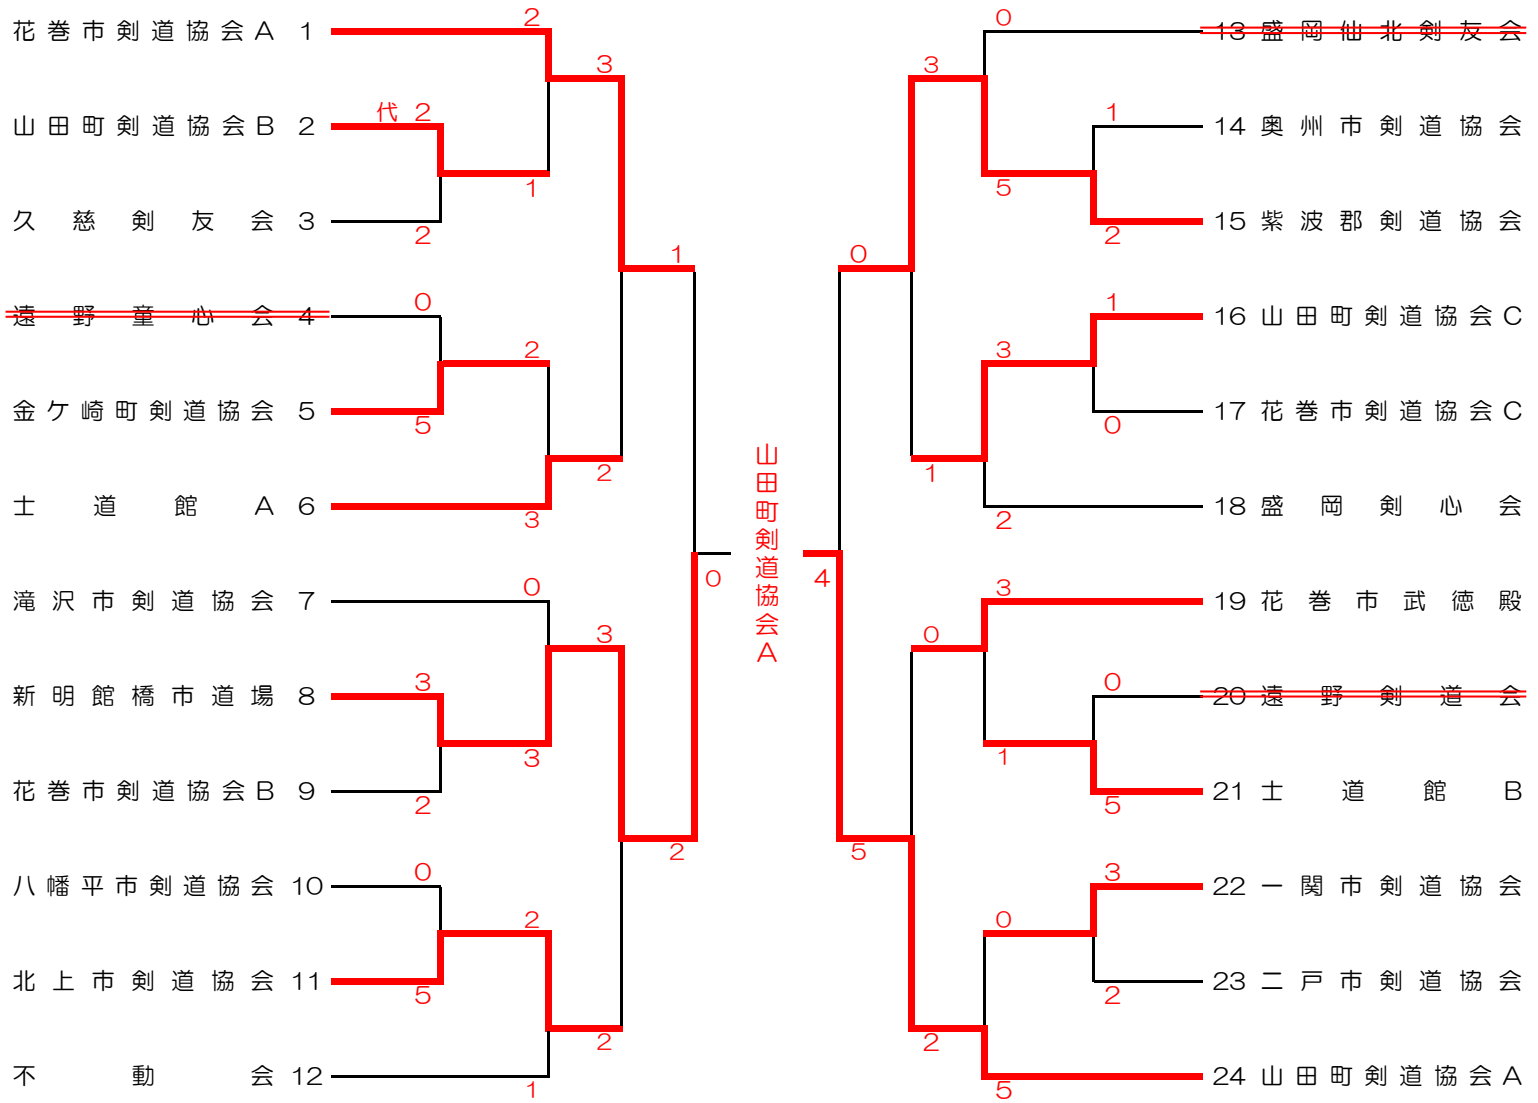 花巻市剣道協会A 1
山田町剣道協会B 2
久慈剣友会 3
遠野童心会 4
金ケ崎町剣道協会 5
士道館A 6
滝沢市剣道協会 7
新明館橋市道場 8
花巻市剣道協会B 9
八幡平市剣道協会 10
北上市剣道協会 11
不動会 12
2
代 2
1
2
0
2
5
3
0
3
3
2
0
2
5
1
3
2
3
2
1
2
0
山田町剣道協会A
4
0
5
3
1
0
2
0
1
5
2
1
3
0
2
3
0
1
5
3
0
2
5
13 盛岡仙北剣友会
14 奥州市剣道協会
15 紫波郡剣道協会
16 山田町剣道協会C
17 花巻市剣道協会C
18 盛岡剣心会
19 花巻市武徳殿
20 遠野剣道会
21 士道館B
22 一関市剣道協会
23 二戸市剣道協会
24 山田町剣道協会A